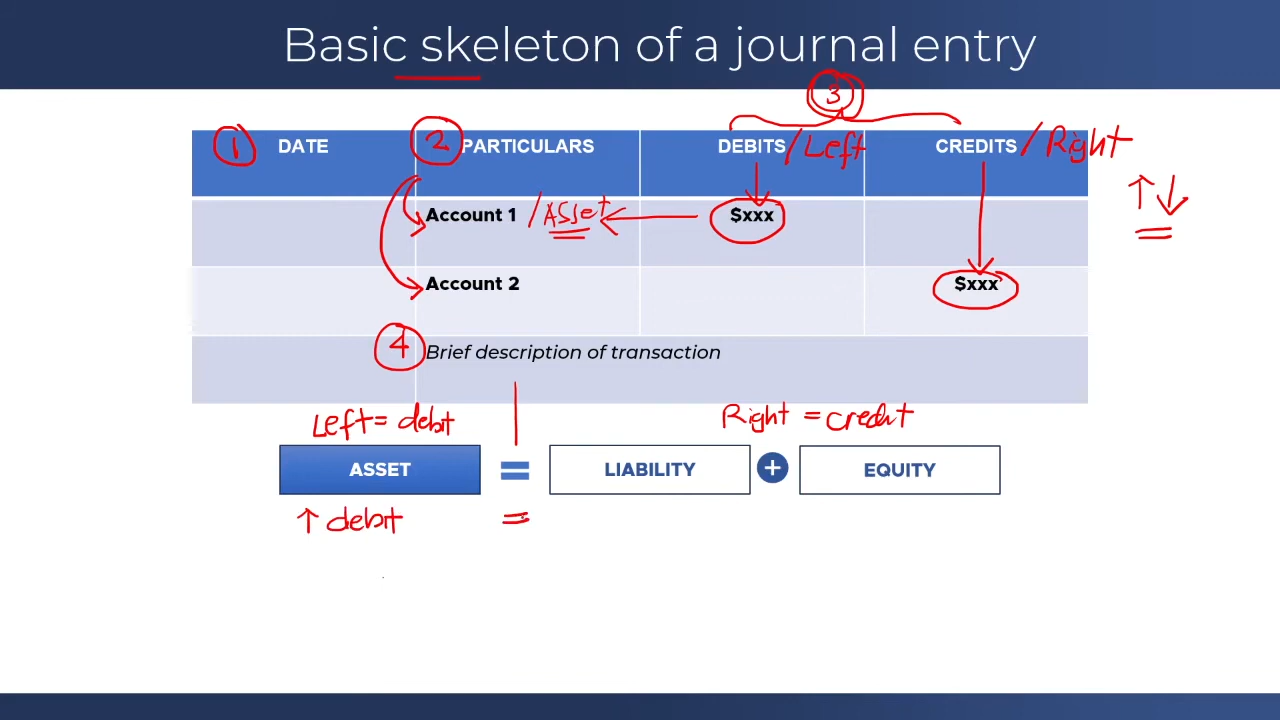 Basic skeleton of a journal entry
3
1 DATE 2 PARTICULARS DEBITS / Left CREDITS / Right
Account 1 / Asset $xxx
Account 2 $xxx
4 Brief description of transaction
Left = debit Right = credit
ASSET = LIABILITY + EQUITY
↑ debit =